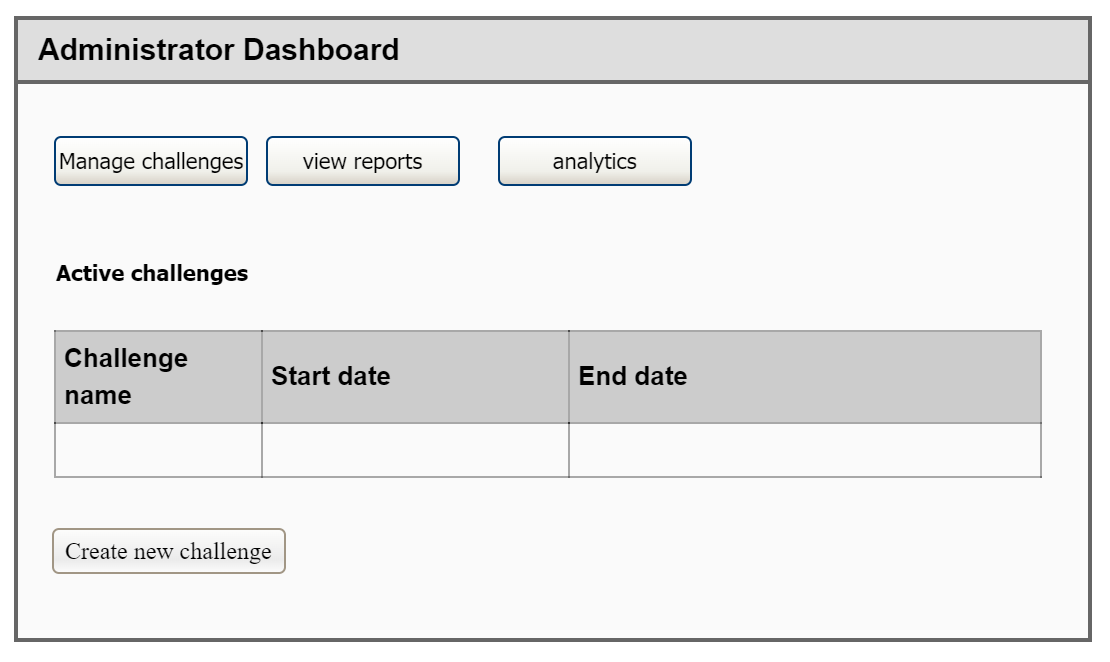 Administrator Dashboard
Manage challenges view reports analytics
Active challenges
Challenge name Start date End date
Create new challenge